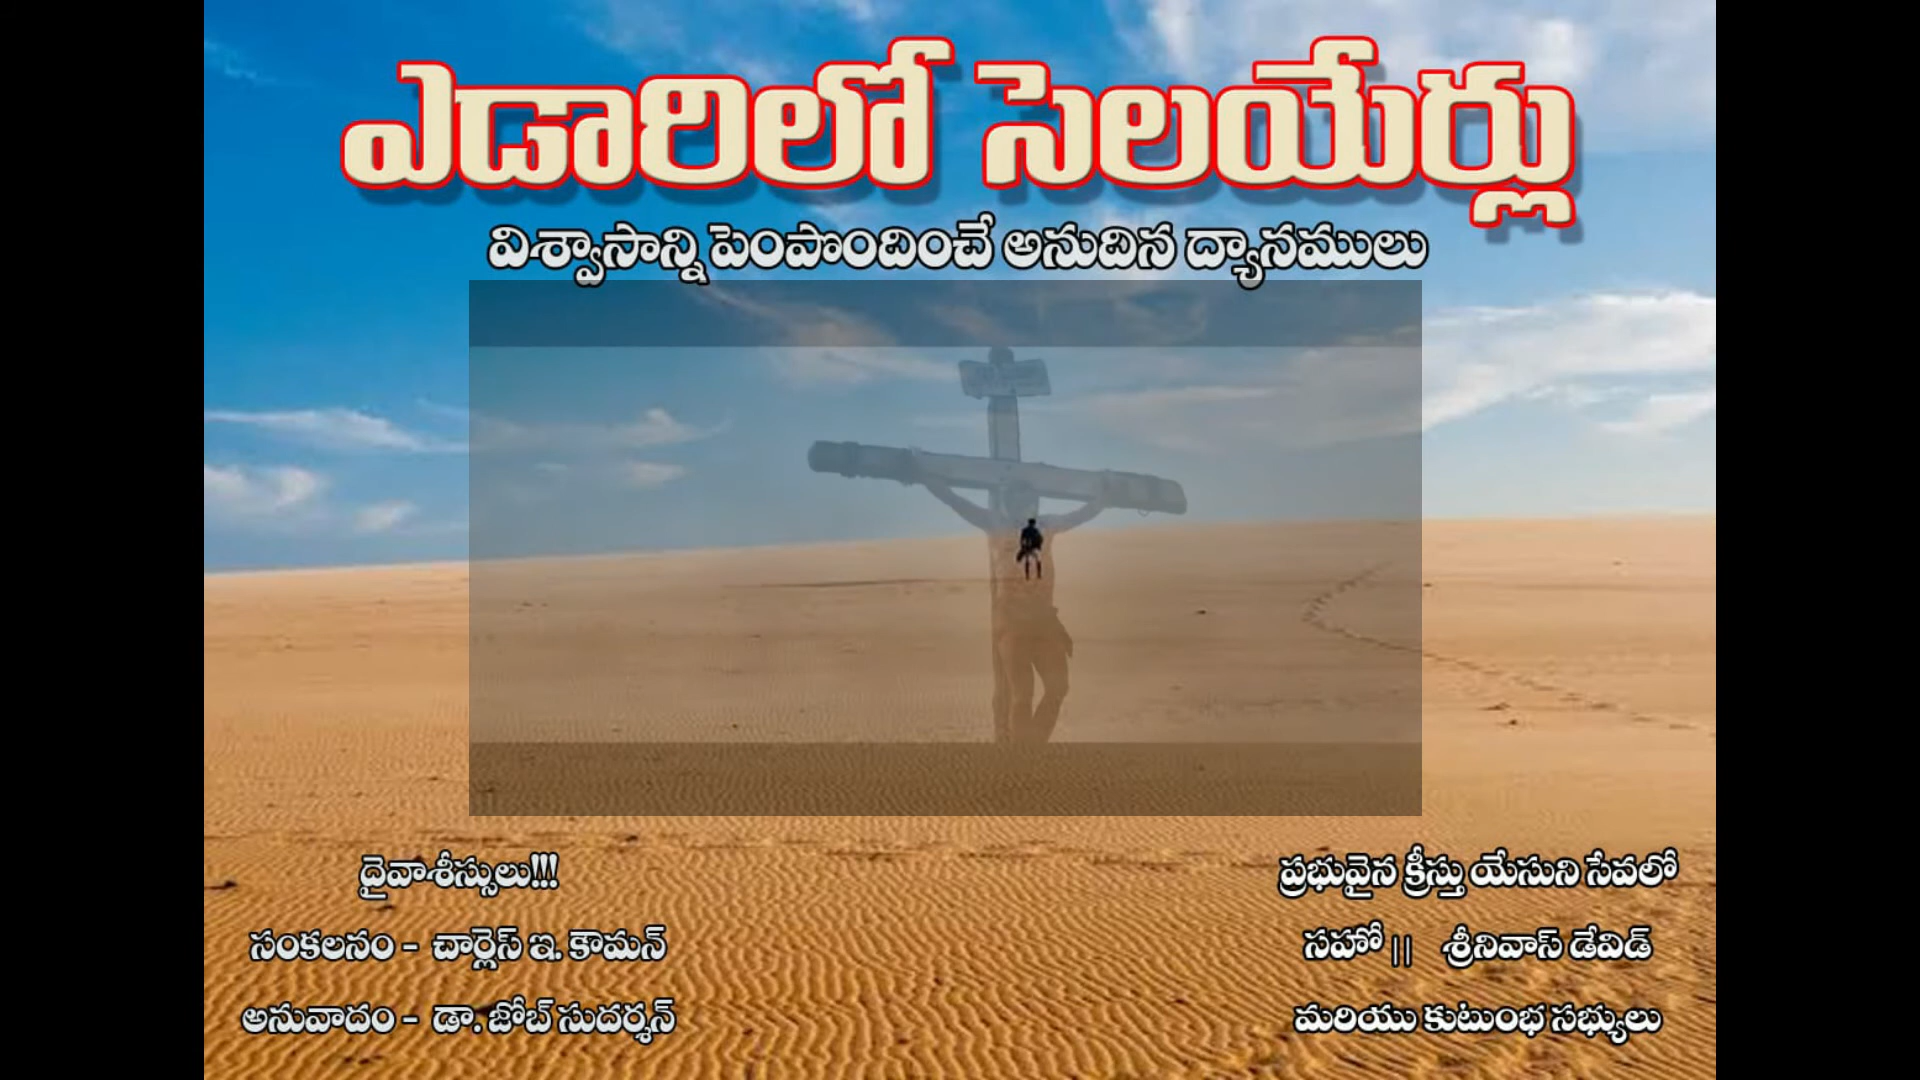 ఎడారిలో సెలయేర్లు
విశ్వాసాన్ని పెంపొందించే అనుదిన ద్యానములు
దైవాశీస్సులు!!!
సంకలనం - చార్లెస్ ఇ. కౌమన్
అనువాదం - డా. జోబ్ సుదర్శన్
ప్రభువైన క్రీస్తు యేసుని సేవలో
సహో || శ్రీనివాస్ డేవిడ్
మరియు కుటుంభ సభ్యులు